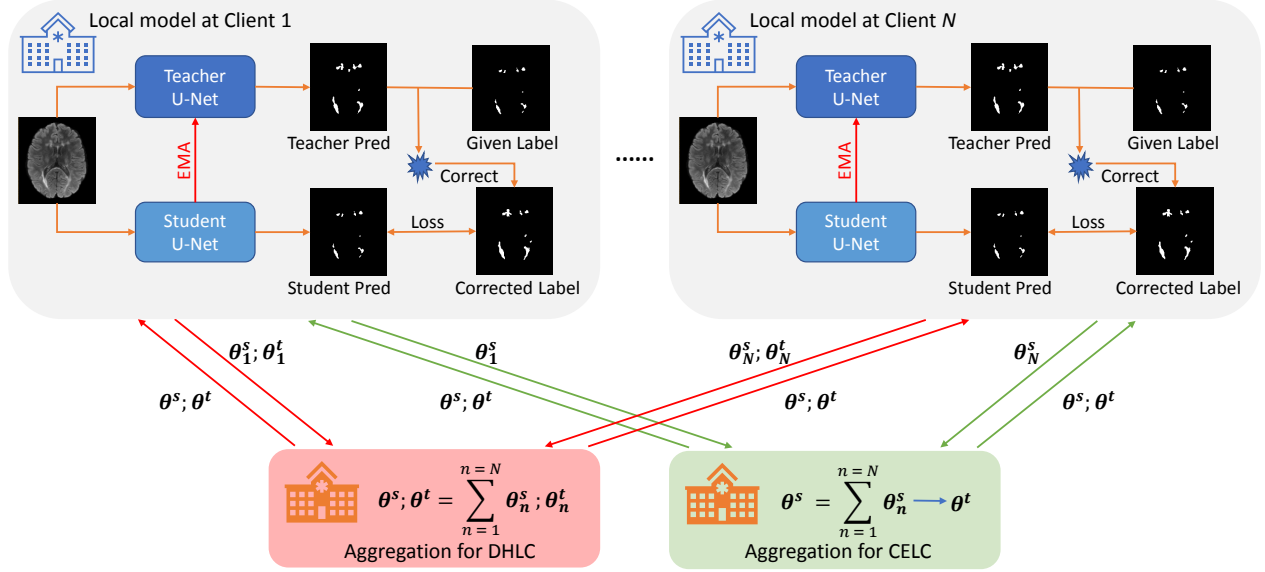 Local model at Client 1
Teacher
U-Net
Teacher Pred
Given Label
EMA
Correct
Student
U-Net
Loss
Student Pred
Corrected Label
......
Local model at Client N
Teacher
U-Net
Teacher Pred
Given Label
EMA
Correct
Student
U-Net
Loss
Student Pred
Corrected Label
θ₁ˢ; θ₁ᵗ
θˢ; θᵗ
θ₁ˢ
θˢ; θᵗ
θ_Nˢ; θ_Nᵗ
θˢ; θᵗ
θ_Nˢ
θˢ; θᵗ
θˢ; θᵗ = ∑_{n=1}^{n=N} θₙˢ; θₙᵗ
Aggregation for DHLC
θˢ = ∑_{n=1}^{n=N} θₙˢ → θᵗ
Aggregation for CELC